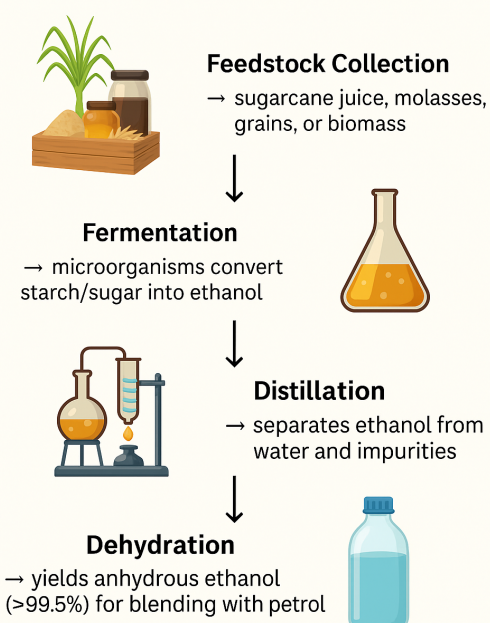 Feedstock Collection
→ sugarcane juice, molasses,
grains, or biomass
Fermentation
→ microorganisms convert
starch/sugar into ethanol
Distillation
→ separates ethanol from
water and impurities
Dehydration
→ yields anhydrous ethanol
(>99.5%) for blending with petrol